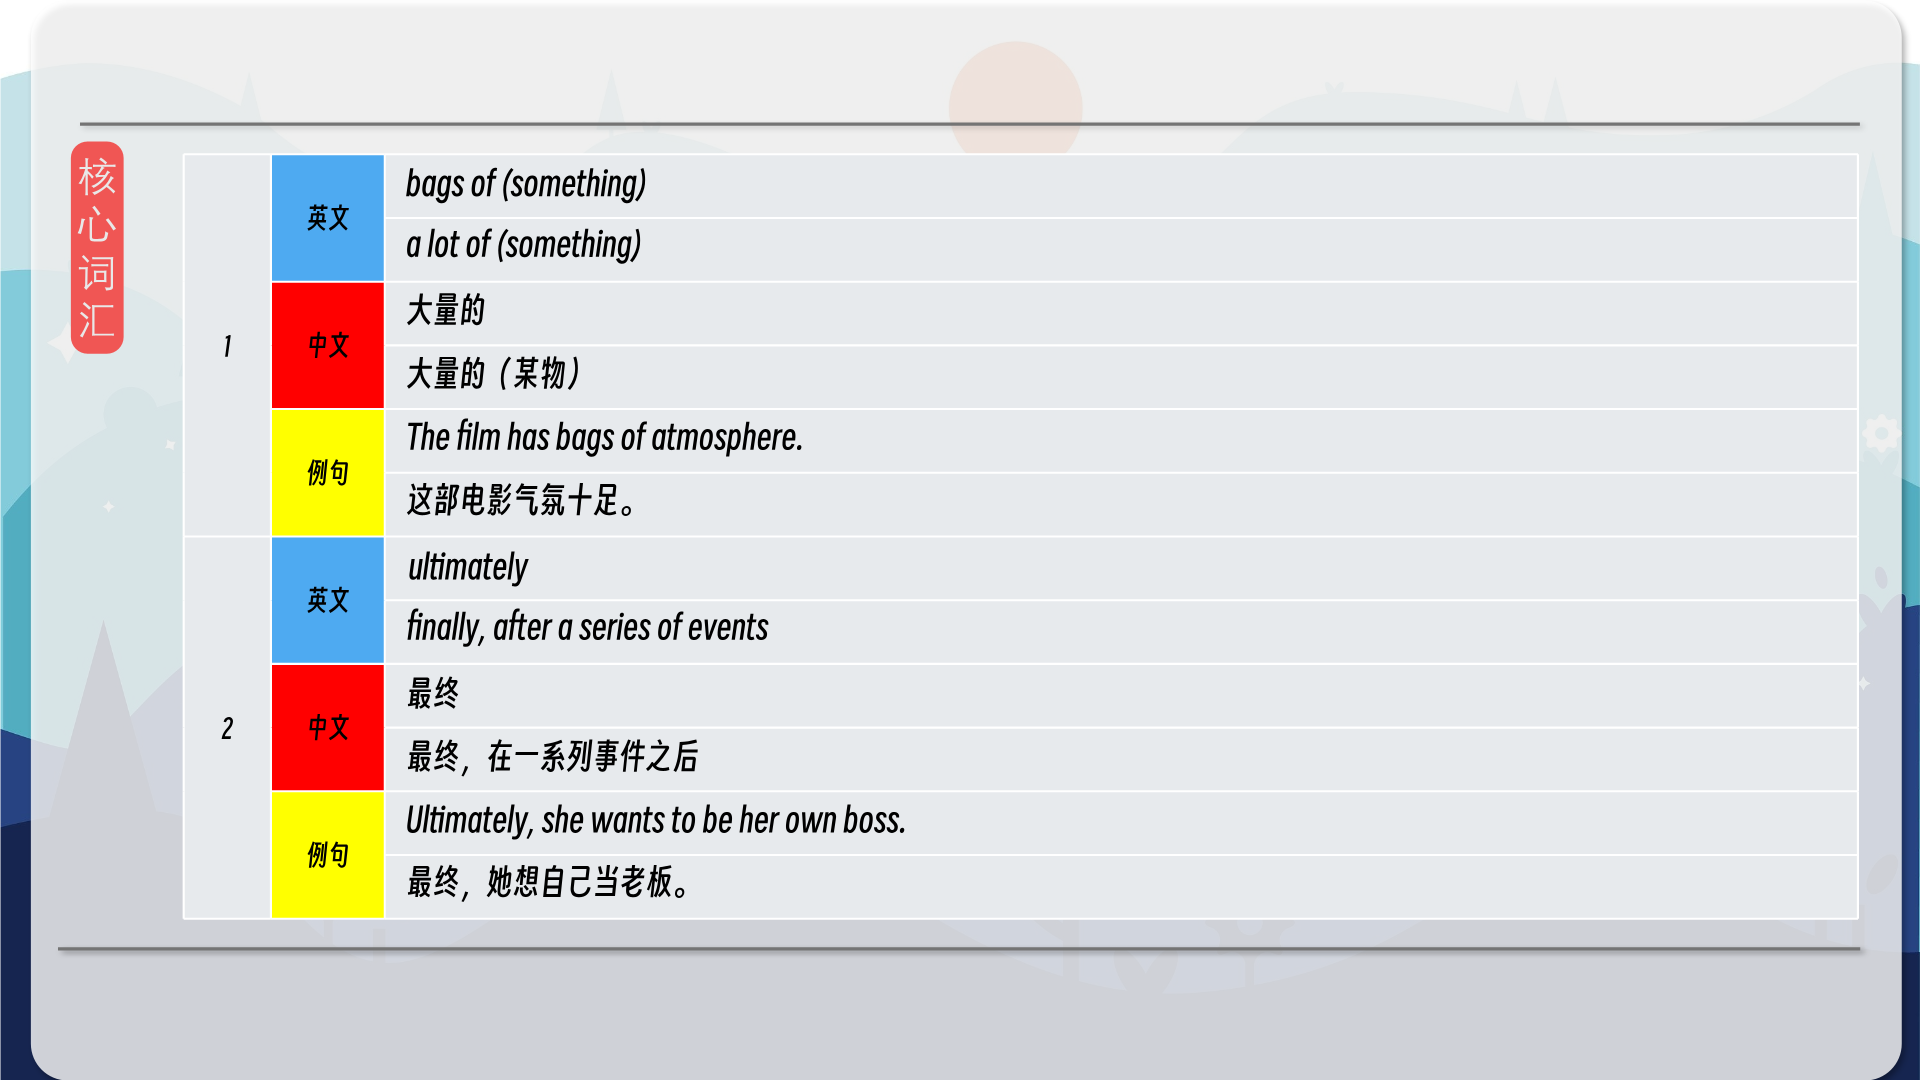 核心词汇
1
英文
bags of (something)
a lot of (something)
中文
大量的
大量的（某物）
例句
The film has bags of atmosphere.
这部电影气氛十足。
2
英文
ultimately
finally, after a series of events
中文
最终
最终，在一系列事件之后
例句
Ultimately, she wants to be her own boss.
最终，她想自己当老板。